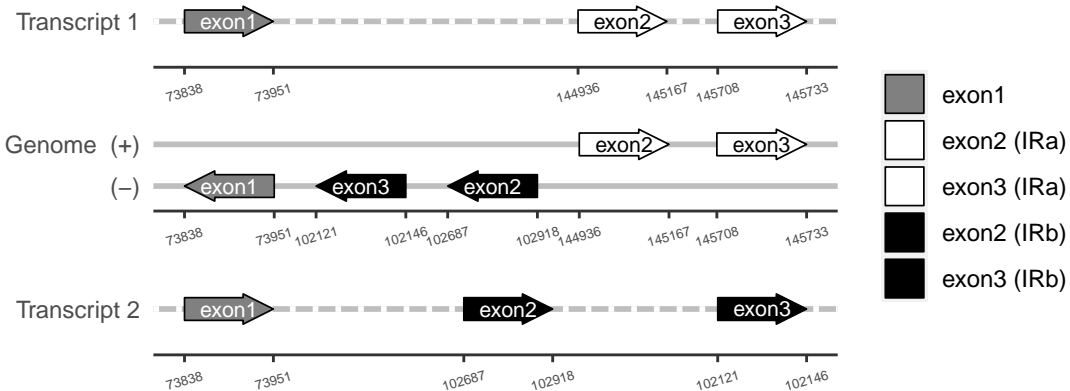 Transcript 1 exon1 exon2 exon3
73838 73951 144936 145167 145708 145733
Genome (+) exon2 exon3
(−) exon1 exon3 exon2
73838 73951 102121 102146 102687 102918 144936 145167 145708 145733
Transcript 2 exon1 exon2 exon3
73838 73951 102687 102918 102121 102146
exon1
exon2 (IRa)
exon3 (IRa)
exon2 (IRb)
exon3 (IRb)